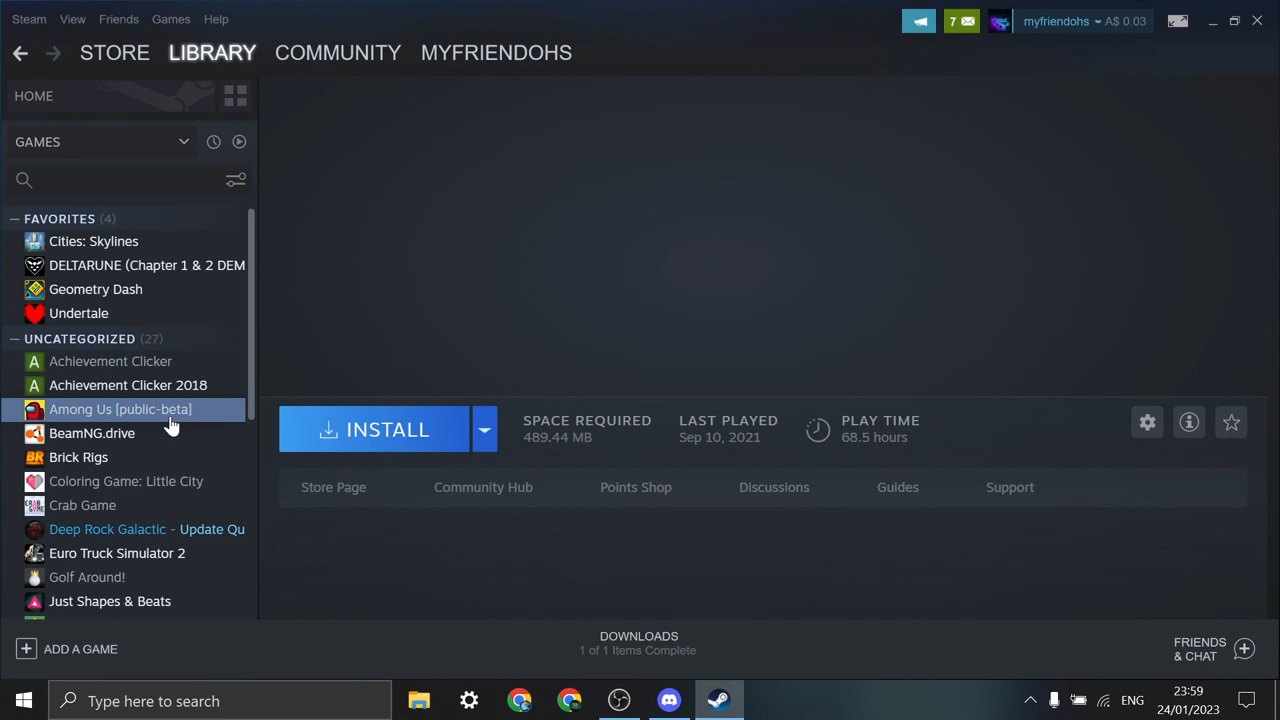 Steam View Friends Games Help
7 myfriendohs A$ 0.03
STORE LIBRARY COMMUNITY MYFRIENDOHS
HOME
GAMES
FAVORITES (4)
Cities: Skylines
DELTARUNE (Chapter 1 & 2 DEM
Geometry Dash
Undertale
UNCATEGORIZED (27)
A Achievement Clicker
A Achievement Clicker 2018
Among Us [public-beta]
BeamNG.drive
BR Brick Rigs
Coloring Game: Little City
CRAB GAME Crab Game
Deep Rock Galactic - Update Qu
Euro Truck Simulator 2
Golf Around!
Just Shapes & Beats
INSTALL
SPACE REQUIRED
489.44 MB
LAST PLAYED
Sep 10, 2021
PLAY TIME
68.5 hours
Store Page Community Hub Points Shop Discussions Guides Support
ADD A GAME
DOWNLOADS
1 of 1 Items Complete
FRIENDS
& CHAT
Type here to search
ENG
23:59
24/01/2023